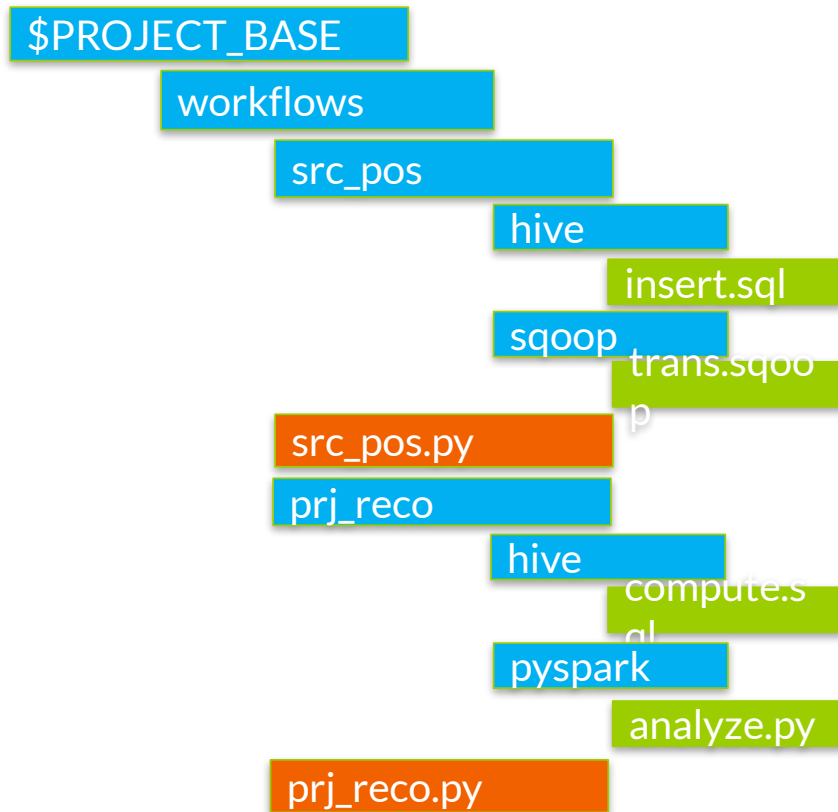 $PROJECT_BASE
workflows
src_pos
hive
insert.sql
sqoop
trans.sqoo
p
src_pos.py
prj_reco
hive
compute.s
ql
pyspark
analyze.py
prj_reco.py